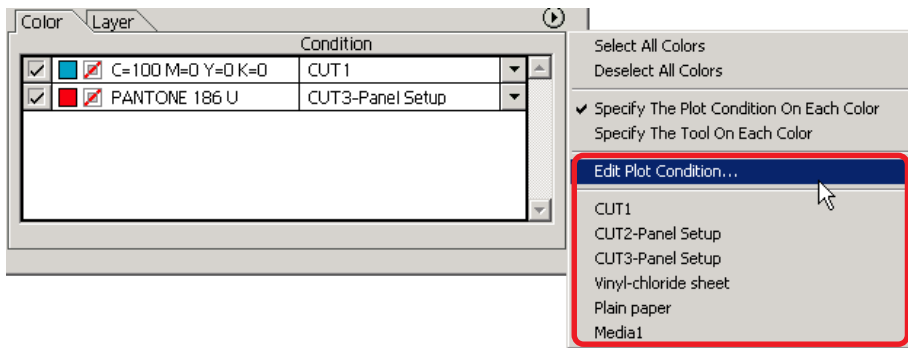 Color
Layer
Condition
C=100 M=0 Y=0 K=0
CUT1
PANTONE 186 U
CUT3-Panel Setup
Select All Colors
Deselect All Colors
Specify The Plot Condition On Each Color
Specify The Tool On Each Color
Edit Plot Condition...
CUT1
CUT2-Panel Setup
CUT3-Panel Setup
Vinyl-chloride sheet
Plain paper
Media1